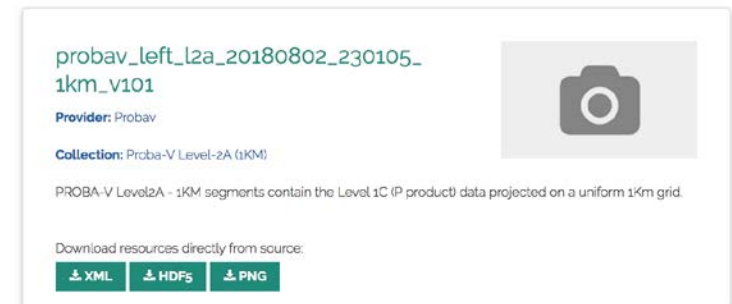 probav_left_l2a_20180802_230105_
1km_v101
Provider: Probav
Collection: Proba-V Level-2A (1KM)
PROBA-V Level2A - 1KM segments contain the Level 1C (P product) data projected on a uniform 1Km grid.
Download resources directly from source:
XML HDF5 PNG